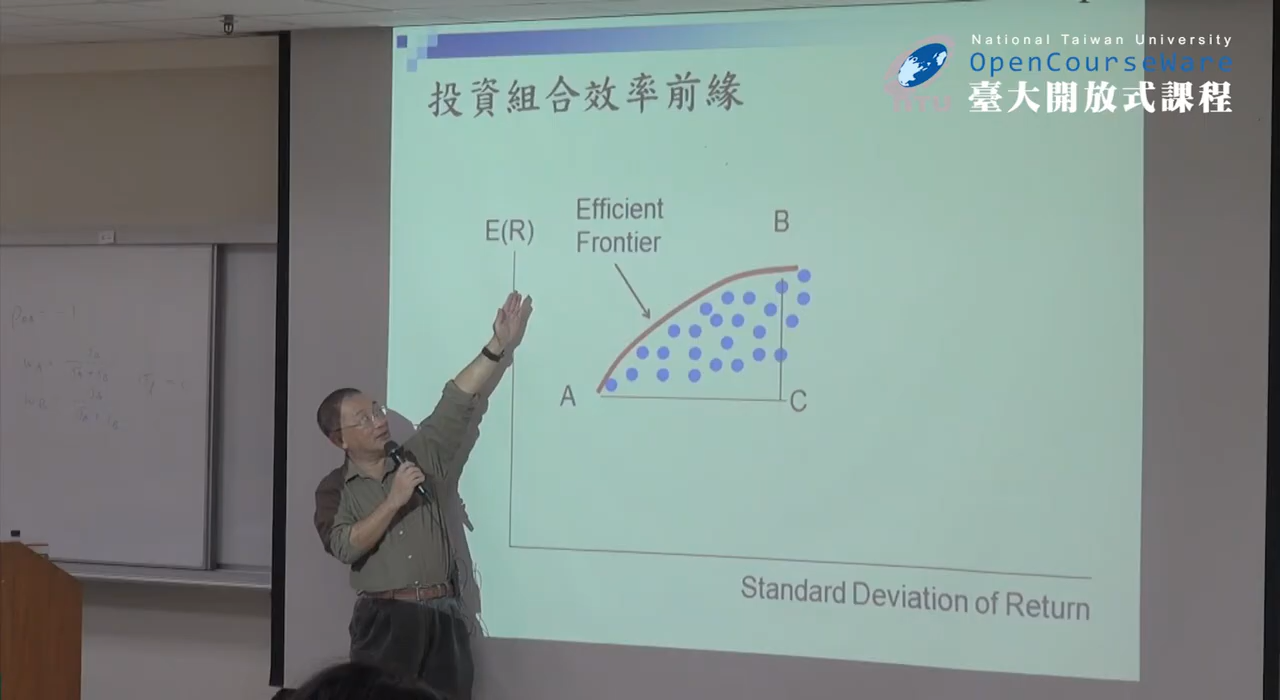 National Taiwan University
OpenCourseWare
臺大開放式課程
NTU
投資組合效率前緣
E(R)
Efficient
Frontier
B
A
C
Standard Deviation of Return